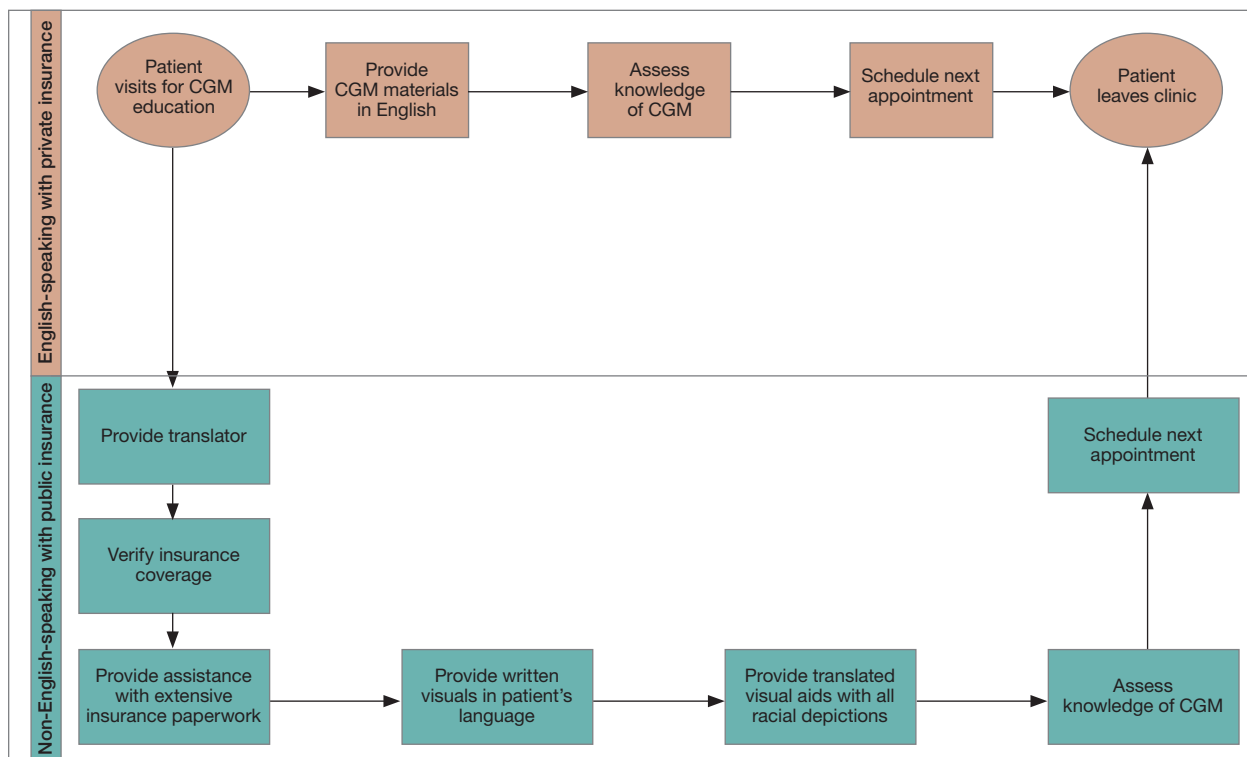 English-speaking with private insurance
Patient
visits for CGM
education
Provide
CGM materials
in English
Assess
knowledge
of CGM
Schedule next
appointment
Patient
leaves clinic
Non-English-speaking with public insurance
Provide translator
Verify insurance
coverage
Provide assistance
with extensive
insurance paperwork
Provide written
visuals in patient’s
language
Provide translated
visual aids with all
racial depictions
Assess
knowledge of CGM
Schedule next
appointment